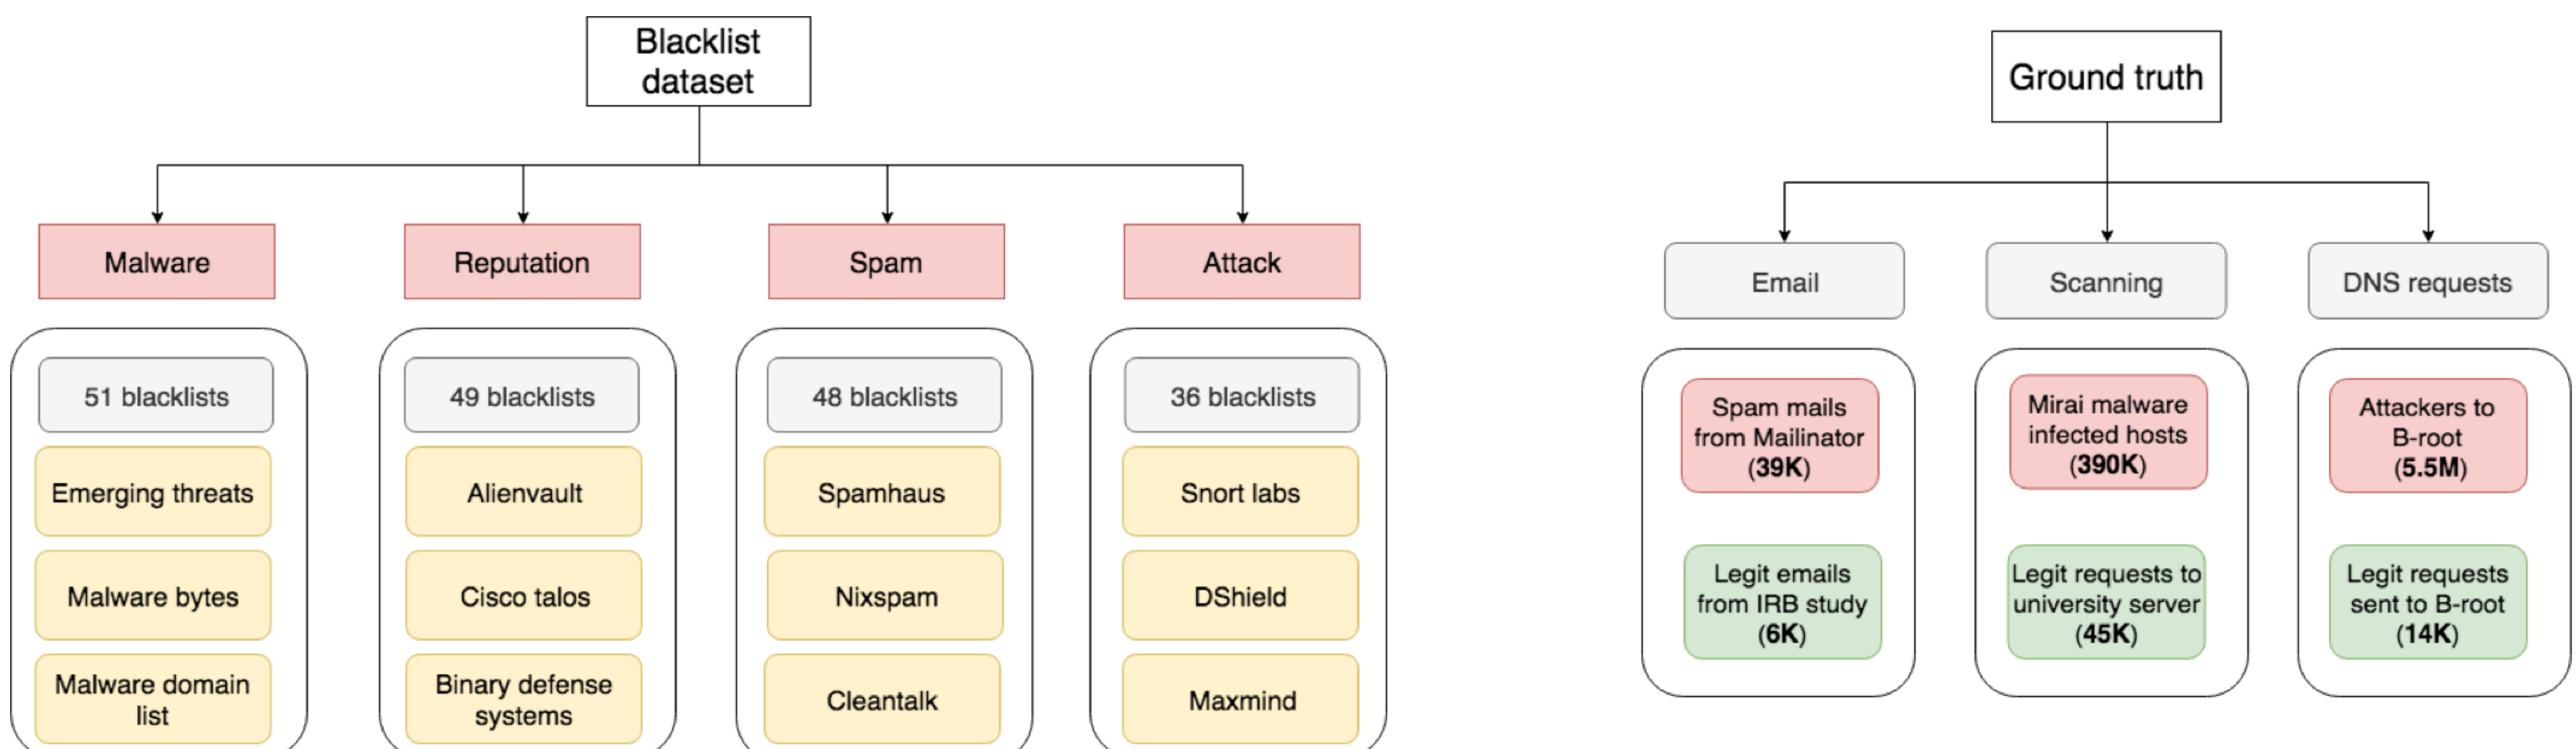 Blacklist
dataset
Malware
Reputation
Spam
Attack
51 blacklists
Emerging threats
Malware bytes
Malware domain
list
49 blacklists
Alienvault
Cisco talos
Binary defense
systems
48 blacklists
Spamhaus
Nixspam
Cleantalk
36 blacklists
Snort labs
DShield
Maxmind
Ground truth
Email
Scanning
DNS requests
Spam mails
from Mailinator
(39K)
Legit emails
from IRB study
(6K)
Mirai malware
infected hosts
(390K)
Legit requests to
university server
(45K)
Attackers to
B-root
(5.5M)
Legit requests
sent to B-root
(14K)